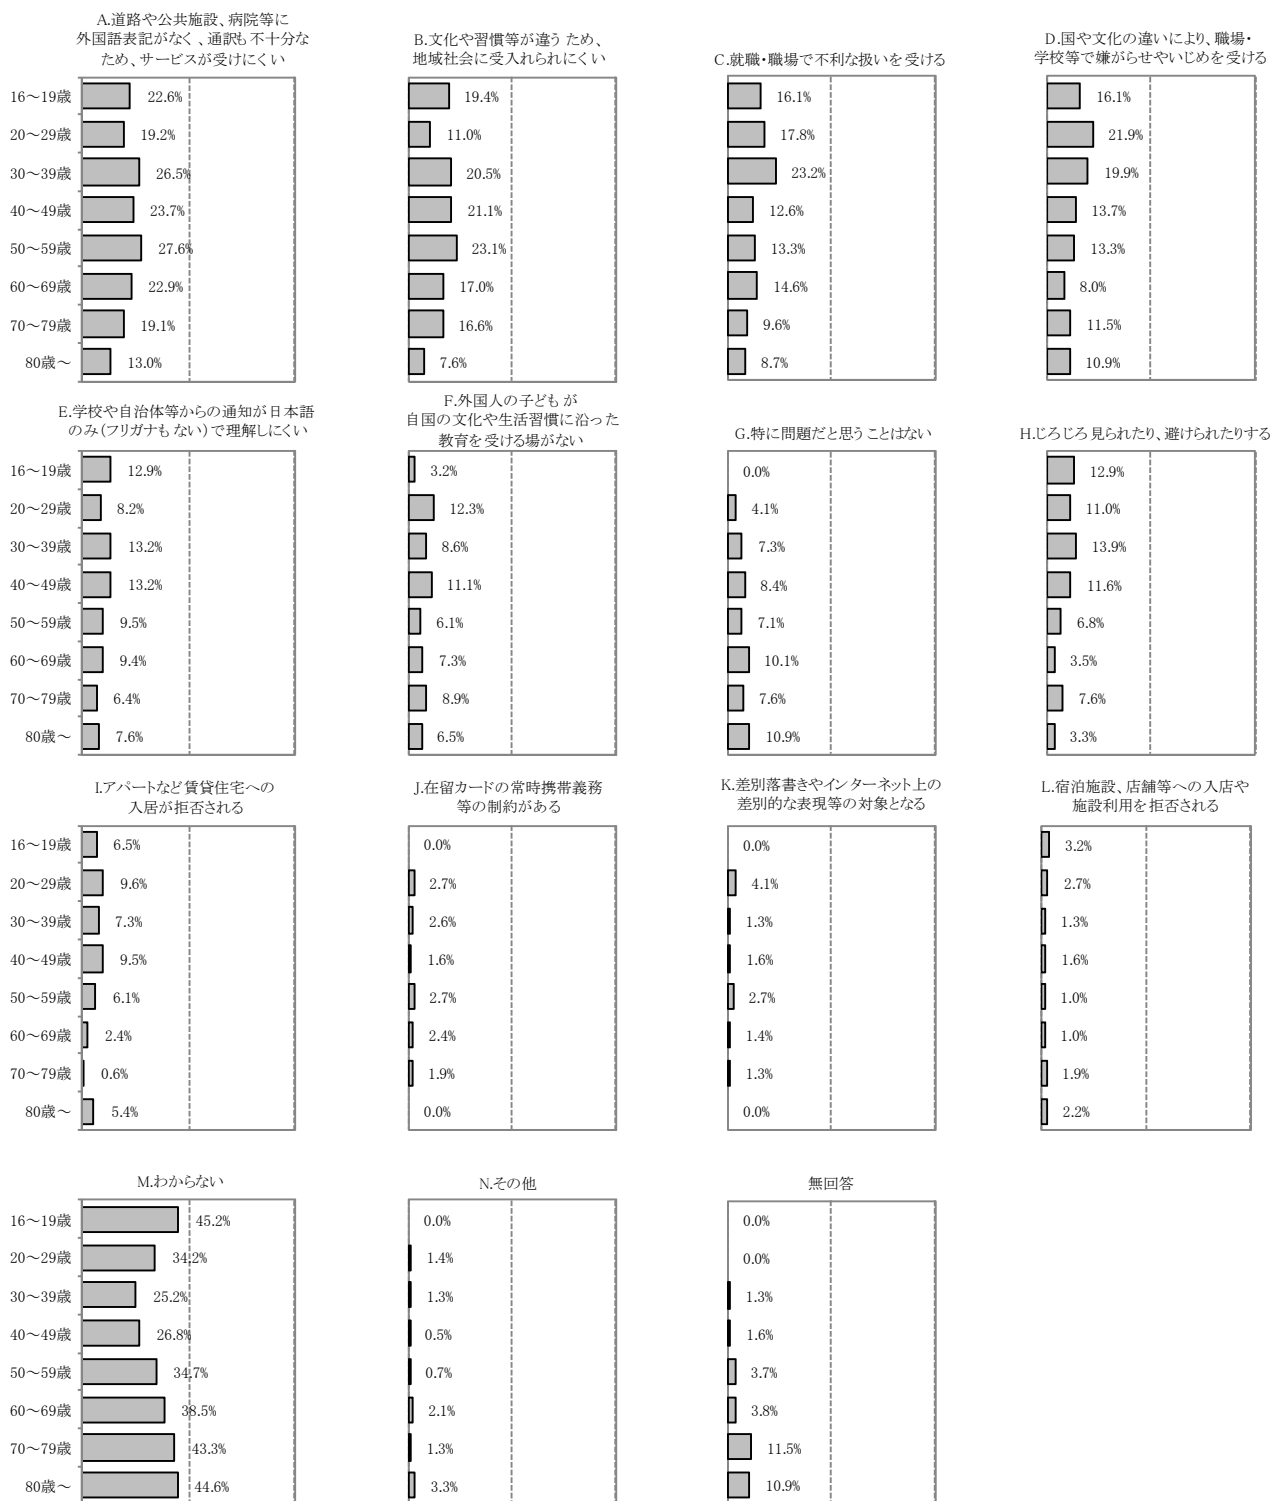 A.道路や公共施設、病院等に
外国語表記がなく、通訳も不十分な
ため、サービスが受けにくい
16～19歳 22.6%
20～29歳 19.2%
30～39歳 26.5%
40～49歳 23.7%
50～59歳 27.6%
60～69歳 22.9%
70～79歳 19.1%
80歳～ 13.0%
B.文化や習慣等が違うため、
地域社会に受入れられにくい
19.4%
11.0%
20.5%
21.1%
23.1%
17.0%
16.6%
7.6%
C.就職・職場で不利な扱いを受ける
16.1%
17.8%
23.2%
12.6%
13.3%
14.6%
9.6%
8.7%
D.国や文化の違いにより、職場・
学校等で嫌がらせやいじめを受ける
16.1%
21.9%
19.9%
13.7%
13.3%
8.0%
11.5%
10.9%
E.学校や自治体等からの通知が日本語
のみ(フリガナもない)で理解しにくい
16～19歳 12.9%
20～29歳 8.2%
30～39歳 13.2%
40～49歳 13.2%
50～59歳 9.5%
60～69歳 9.4%
70～79歳 6.4%
80歳～ 7.6%
F.外国人の子どもが
自国の文化や生活習慣に沿った
教育を受ける場がない
3.2%
12.3%
8.6%
11.1%
6.1%
7.3%
8.9%
6.5%
G.特に問題だと思うことはない
0.0%
4.1%
7.3%
8.4%
7.1%
10.1%
7.6%
10.9%
H.じろじろ見られたり、避けられたりする
12.9%
11.0%
13.9%
11.6%
6.8%
3.5%
7.6%
3.3%
I.アパートなど賃貸住宅への
入居が拒否される
16～19歳 6.5%
20～29歳 9.6%
30～39歳 7.3%
40～49歳 9.5%
50～59歳 6.1%
60～69歳 2.4%
70～79歳 0.6%
80歳～ 5.4%
J.在留カードの常時携帯義務
等の制約がある
0.0%
2.7%
2.6%
1.6%
2.7%
2.4%
1.9%
0.0%
K.差別落書きやインターネット上の
差別的な表現等の対象となる
0.0%
4.1%
1.3%
1.6%
2.7%
1.4%
1.3%
0.0%
L.宿泊施設、店舗等への入店や
施設利用を拒否される
3.2%
2.7%
1.3%
1.6%
1.0%
1.0%
1.9%
2.2%
M.わからない
16～19歳 45.2%
20～29歳 34.2%
30～39歳 25.2%
40～49歳 26.8%
50～59歳 34.7%
60～69歳 38.5%
70～79歳 43.3%
80歳～ 44.6%
N.その他
0.0%
1.4%
1.3%
0.5%
0.7%
2.1%
1.3%
3.3%
無回答
0.0%
0.0%
1.3%
1.6%
3.7%
3.8%
11.5%
10.9%